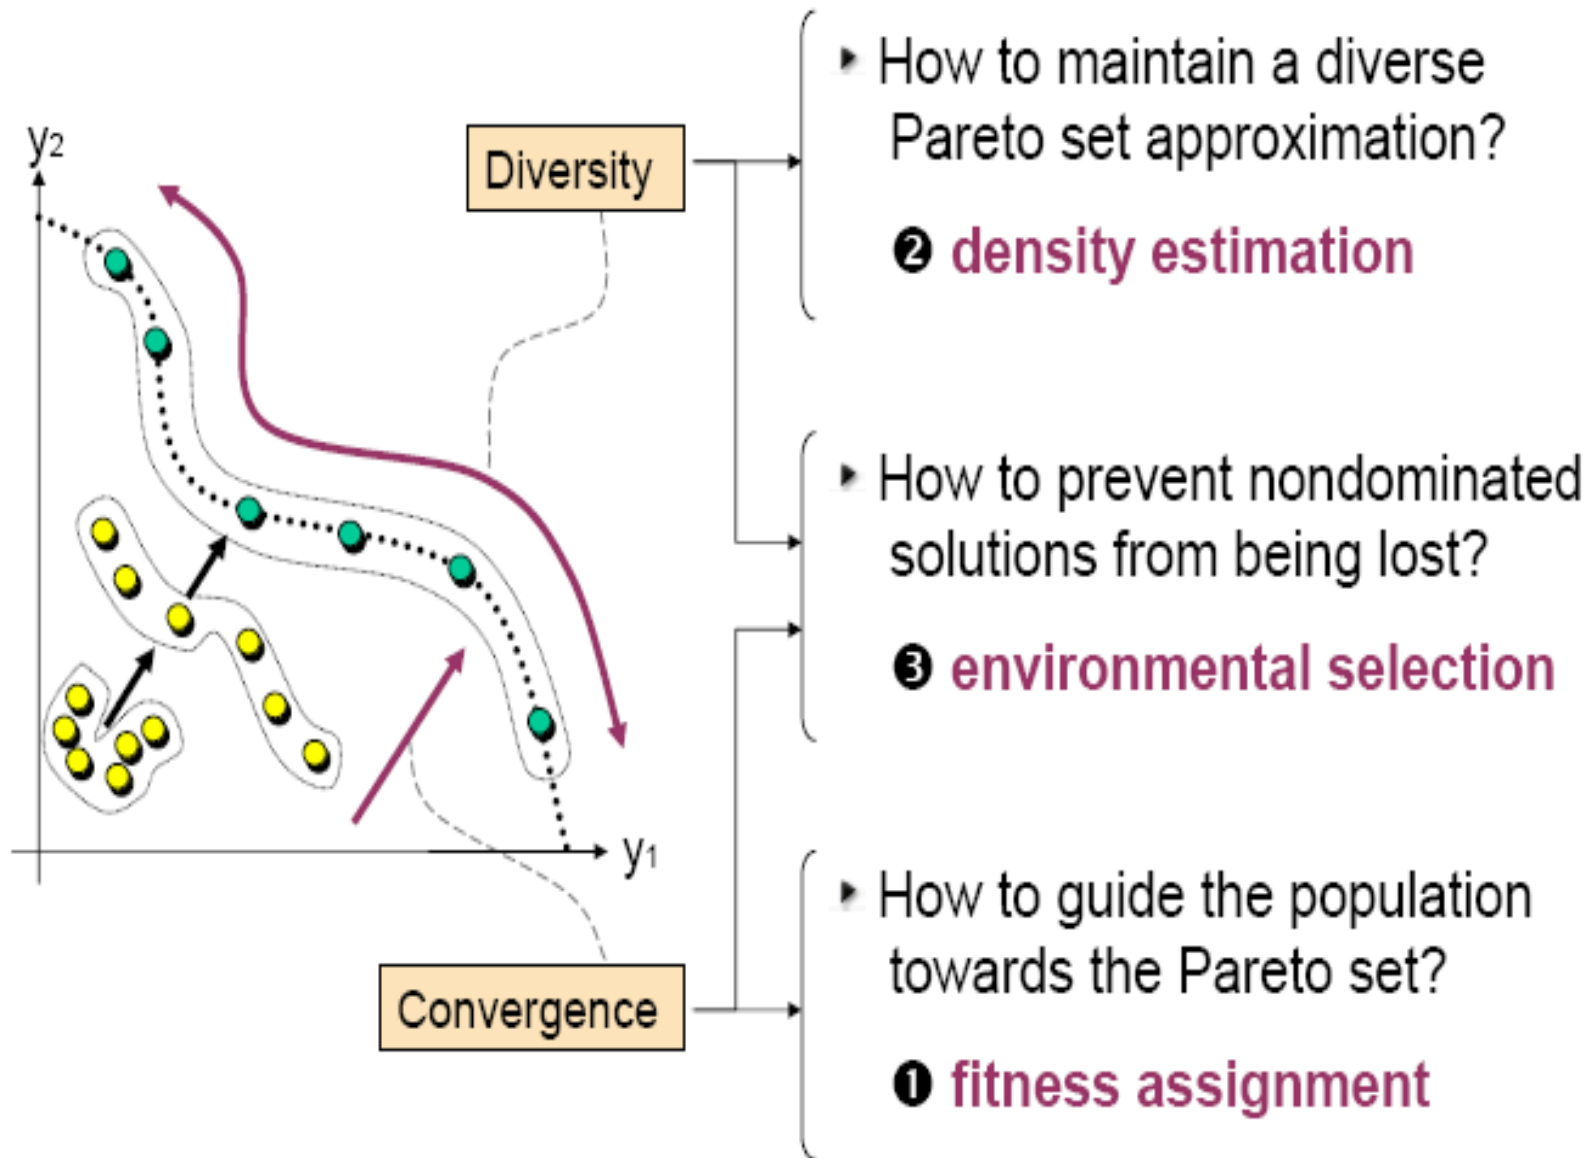 y2
y1
Diversity
Convergence
▸ How to maintain a diverse
Pareto set approximation?
❷ density estimation
▸ How to prevent nondominated
solutions from being lost?
❸ environmental selection
▸ How to guide the population
towards the Pareto set?
❶ fitness assignment